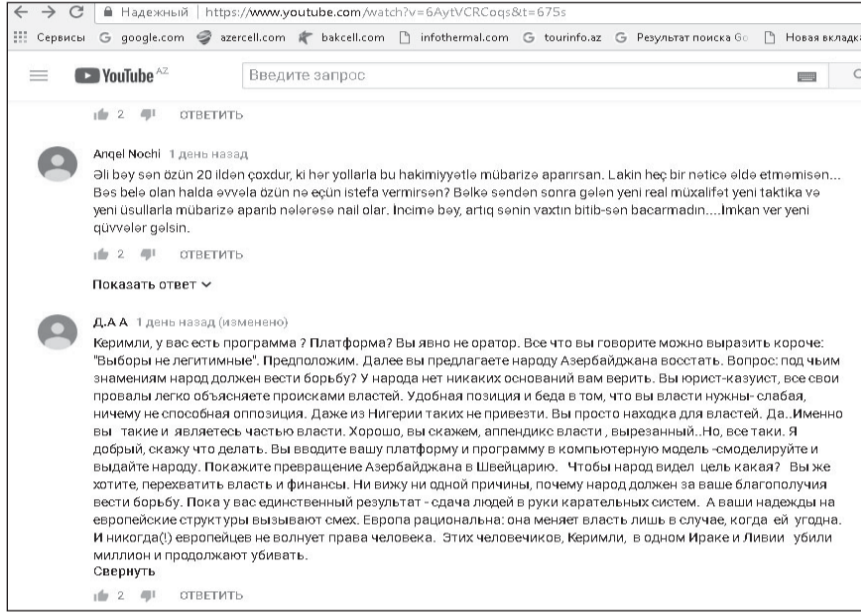 Надежный | https://www.youtube.com/watch?v=6AytVCRCoqs&t=675s
Сервисы google.com azercell.com bakcell.com infothermal.com tourinfo.az Результат поиска Go Новая вкладка
YouTube AZ Введите запрос
2 ОТВЕТИТЬ
Anqel Nochi 1 день назад
Əli bəy sən özün 20 ildən çoxdur, ki hər yollarla bu hakimiyyətlə mübarizə aparırsan. Lakin heç bir nəticə əldə etməmisən...
Bəs belə olan halda əvvəla özün nə eçün istefa vermirsən? Bəlkə səndən sonra gələn yeni real müxalifət yeni taktika və
yeni üsullarla mübarizə aparıb nələrəsə nail olar. İncimə bəy, artıq sənin vaxtın bitib-sən bacarmadın....İmkan ver yeni
qüvvələr gəlsin.
2 ОТВЕТИТЬ
Показать ответ
Д.А А 1 день назад (изменено)
Керимли, у вас есть программа ? Платформа? Вы явно не оратор. Все что вы говорите можно выразить короче:
"Выборы не легитимные". Предположим. Далее вы предлагаете народу Азербайджана восстать. Вопрос: под чьим
знамениям народ должен вести борьбу? У народа нет никаких оснований вам верить. Вы юрист-казуист, все свои
провалы легко объясняете происками властей. Удобная позиция и беда в том, что вы власти нужны- слабая,
ничему не способная оппозиция. Даже из Нигерии таких не привезти. Вы просто находка для властей. Да..Именно
вы такие и являетесь частью власти. Хорошо, вы скажем, аппендикс власти , вырезанный..Но, все таки. Я
добрый, скажу что делать. Вы вводите вашу платформу и программу в компьютерную модель -смоделируйте и
выдайте народу. Покажите превращение Азербайджана в Швейцарию. Чтобы народ видел цель какая? Вы же
хотите, перехватить власть и финансы. Ни вижу ни одной причины, почему народ должен за ваше благополучия
вести борьбу. Пока у вас единственный результат - сдача людей в руки карательных систем. А ваши надежды на
европейские структуры вызывают смех. Европа рациональна: она меняет власть лишь в случае, когда ей угодна.
И никогда(!) европейцев не волнует права человека. Этих человечиков, Керимли, в одном Ираке и Ливии убили
миллион и продолжают убивать.
Свернуть
2 ОТВЕТИТЬ